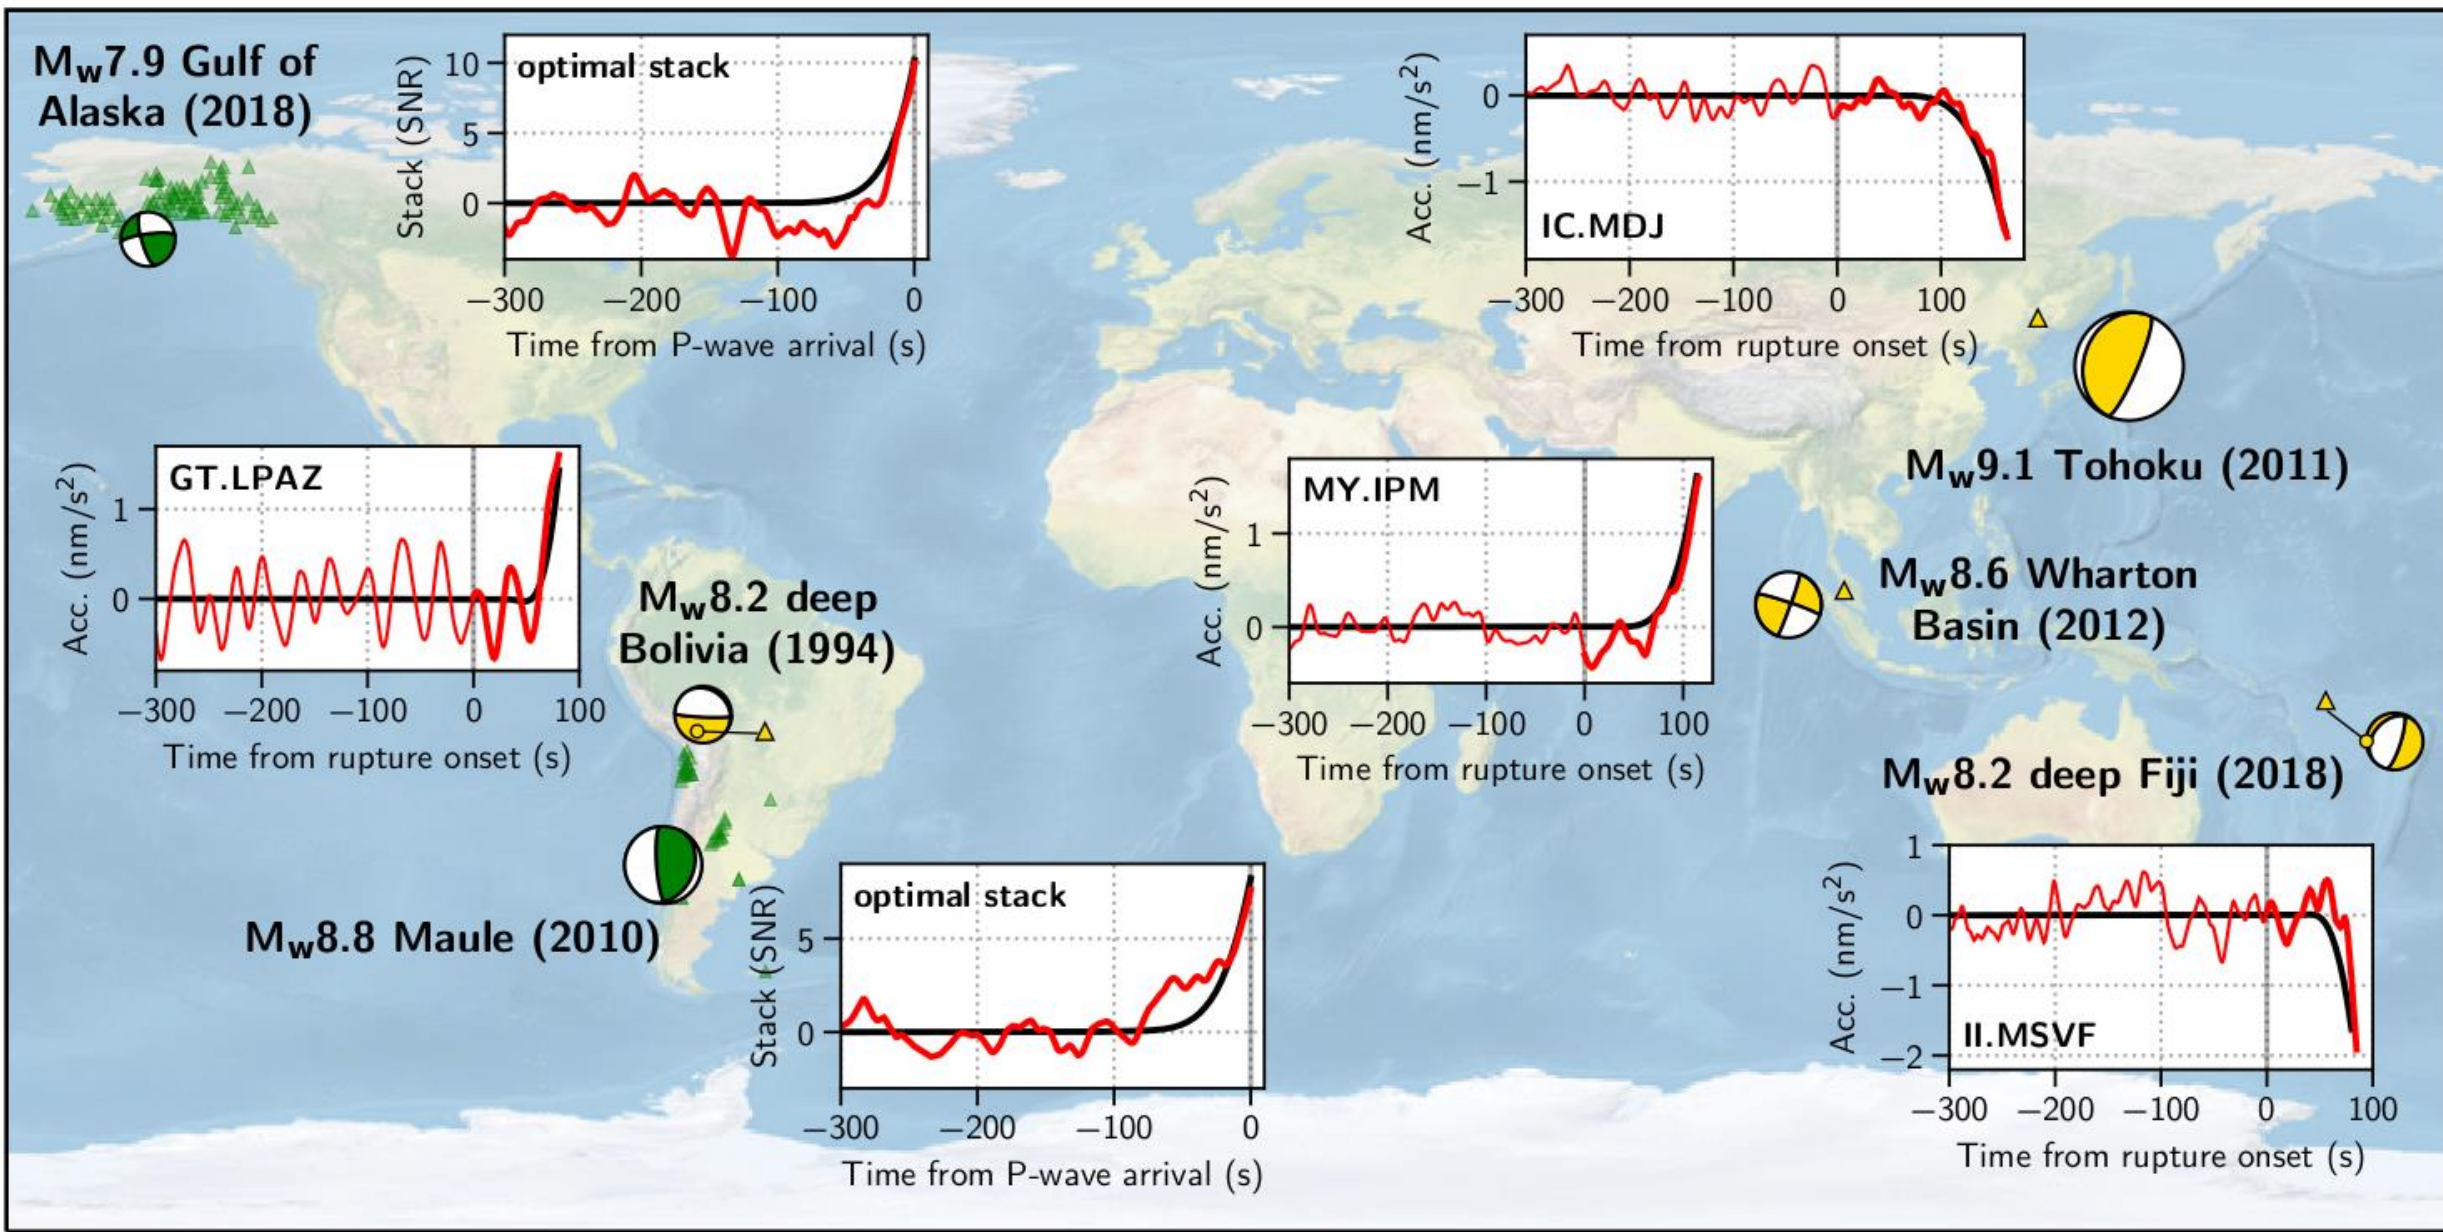 M_w7.9 Gulf of
Alaska (2018)
optimal stack
Stack (SNR)
10
5
0
−300 −200 −100 0
Time from P-wave arrival (s)
Acc. (nm/s²)
0
−1
IC.MDJ
−300 −200 −100 0 100
Time from rupture onset (s)
M_w9.1 Tohoku (2011)
GT.LPAZ
Acc. (nm/s²)
1
0
−300 −200 −100 0 100
Time from rupture onset (s)
M_w8.2 deep
Bolivia (1994)
MY.IPM
Acc. (nm/s²)
1
0
−300 −200 −100 0 100
Time from rupture onset (s)
M_w8.6 Wharton
Basin (2012)
M_w8.2 deep Fiji (2018)
M_w8.8 Maule (2010)
optimal stack
Stack (SNR)
5
0
−300 −200 −100 0
Time from P-wave arrival (s)
Acc. (nm/s²)
1
0
−1
−2
II.MSVF
−300 −200 −100 0 100
Time from rupture onset (s)